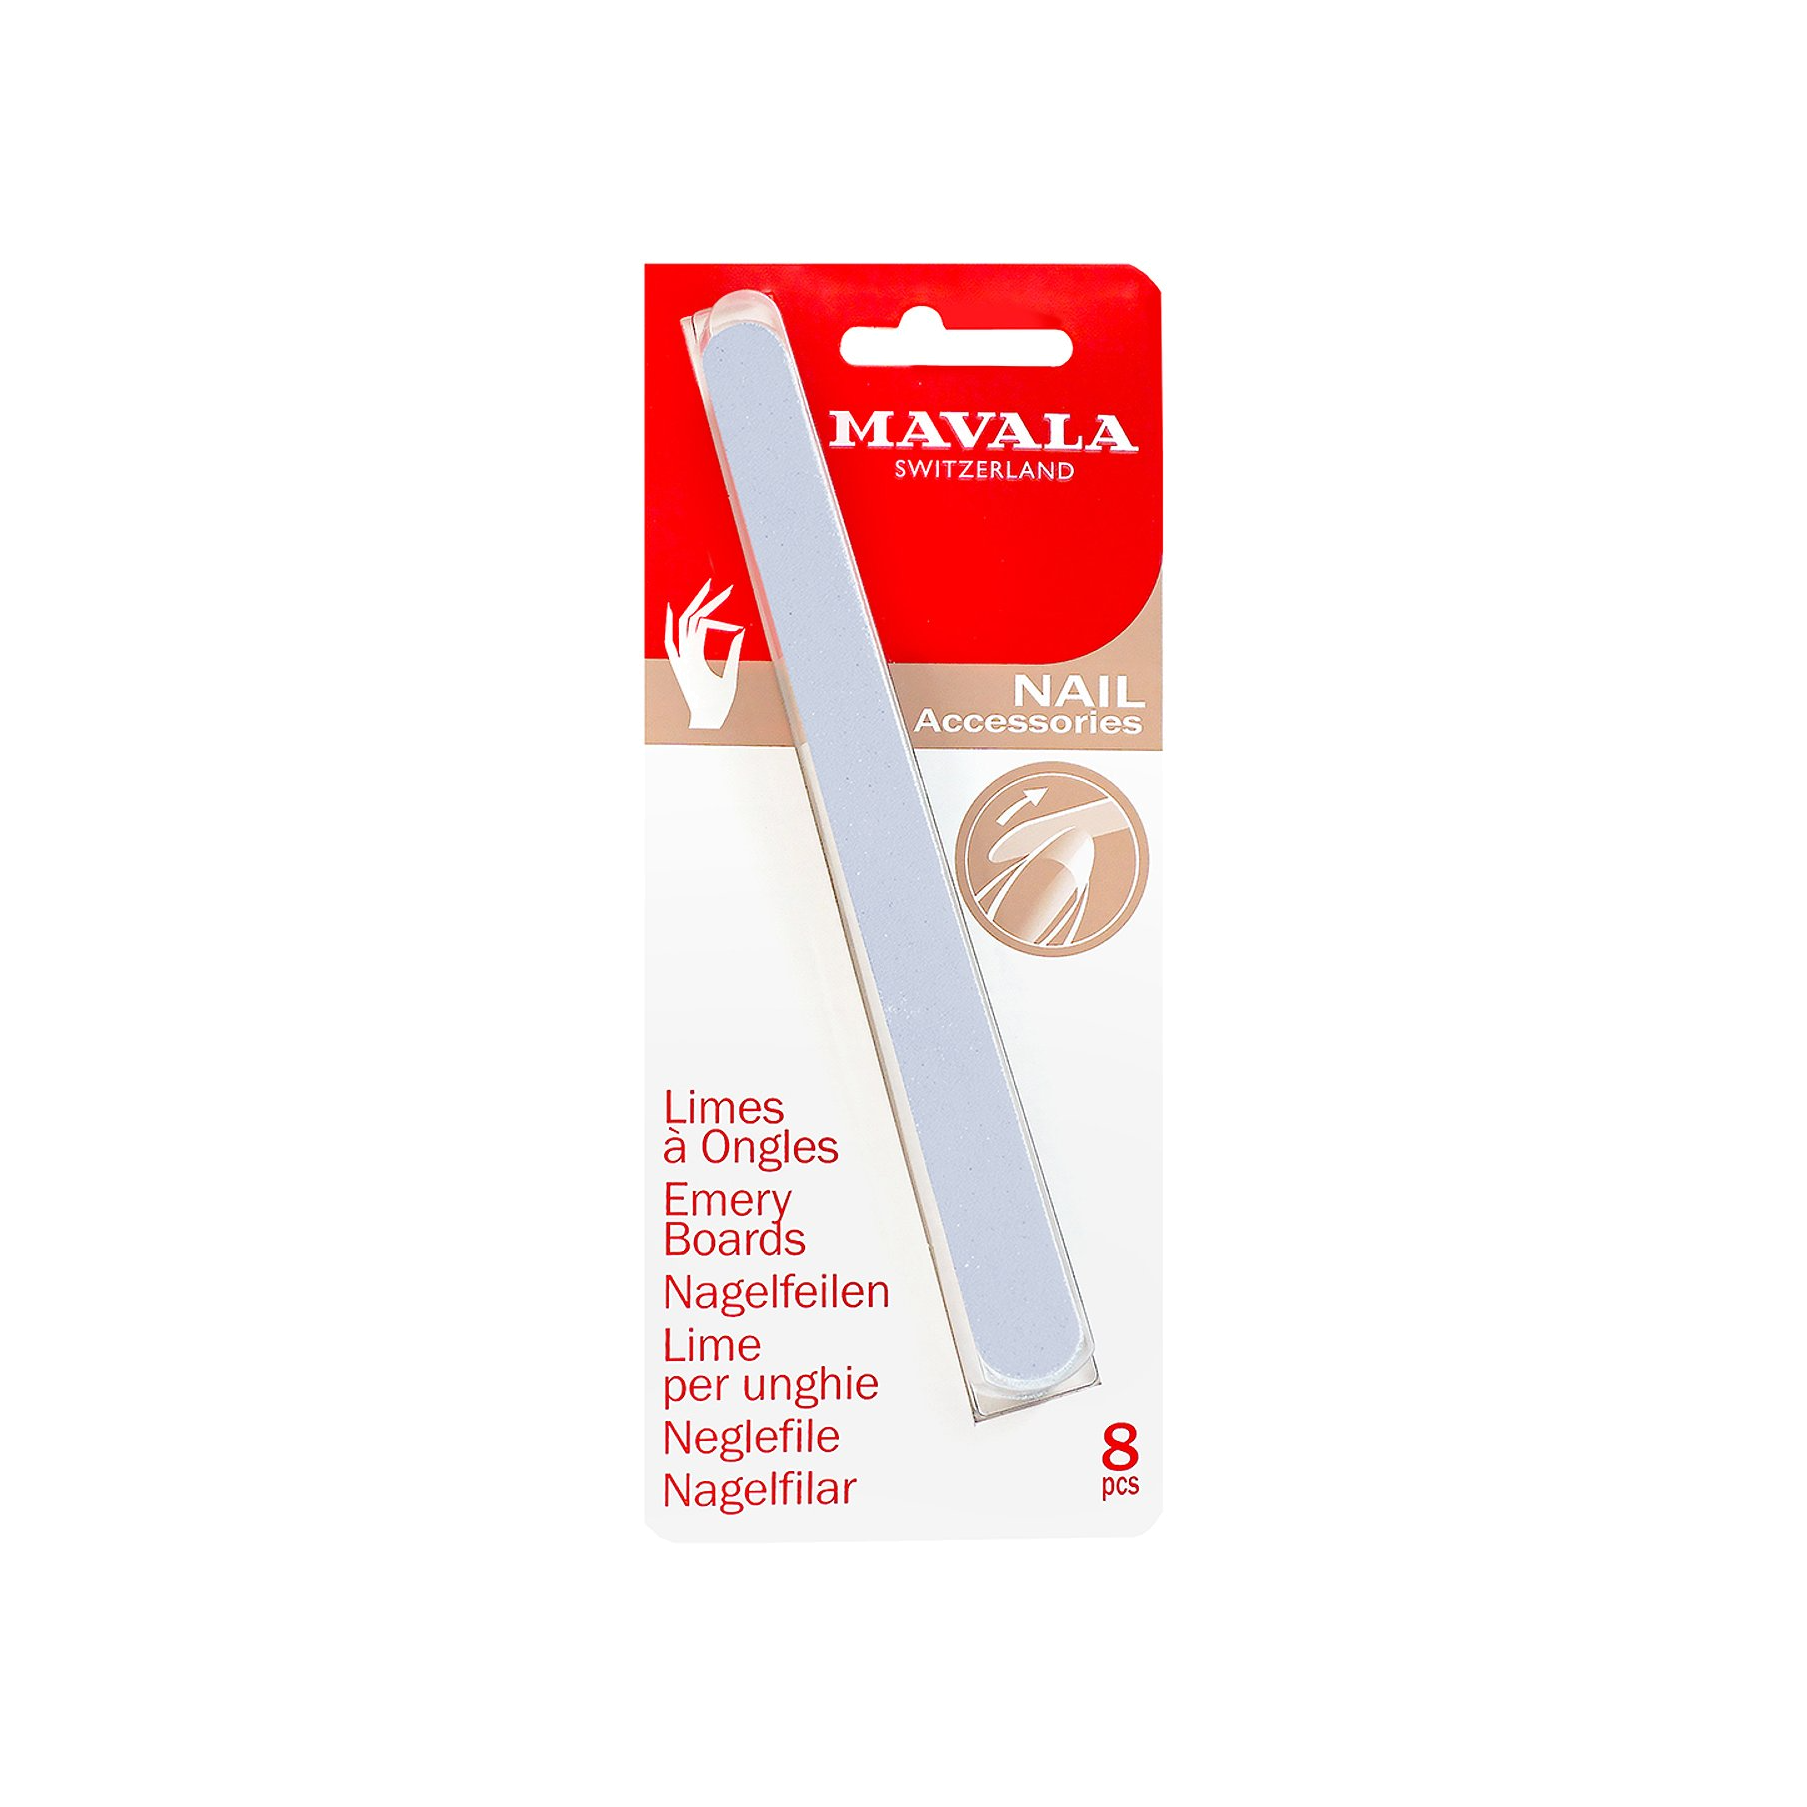 MAVALA
SWITZERLAND
NAIL
Accessories
Limes
à Ongles
Emery
Boards
Nagelfeilen
Lime
per unghie
Neglefile
Nagelfilar
8
pcs